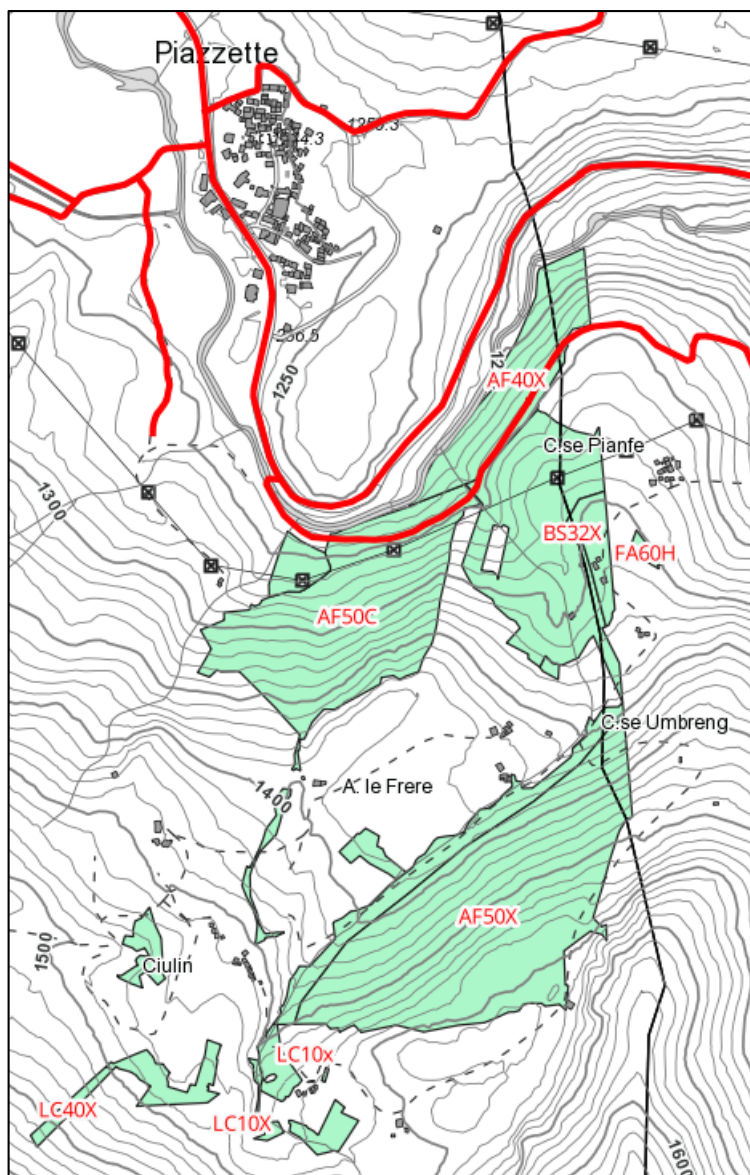 Piazzette
1250
AF40X
C.se Pianfe
1300
BS32X
FA60H
AF50C
C.se Umbreng
A. le Frere
1400
AF50X
1500
Ciulin
LC10x
LC40X
LC10X
1600